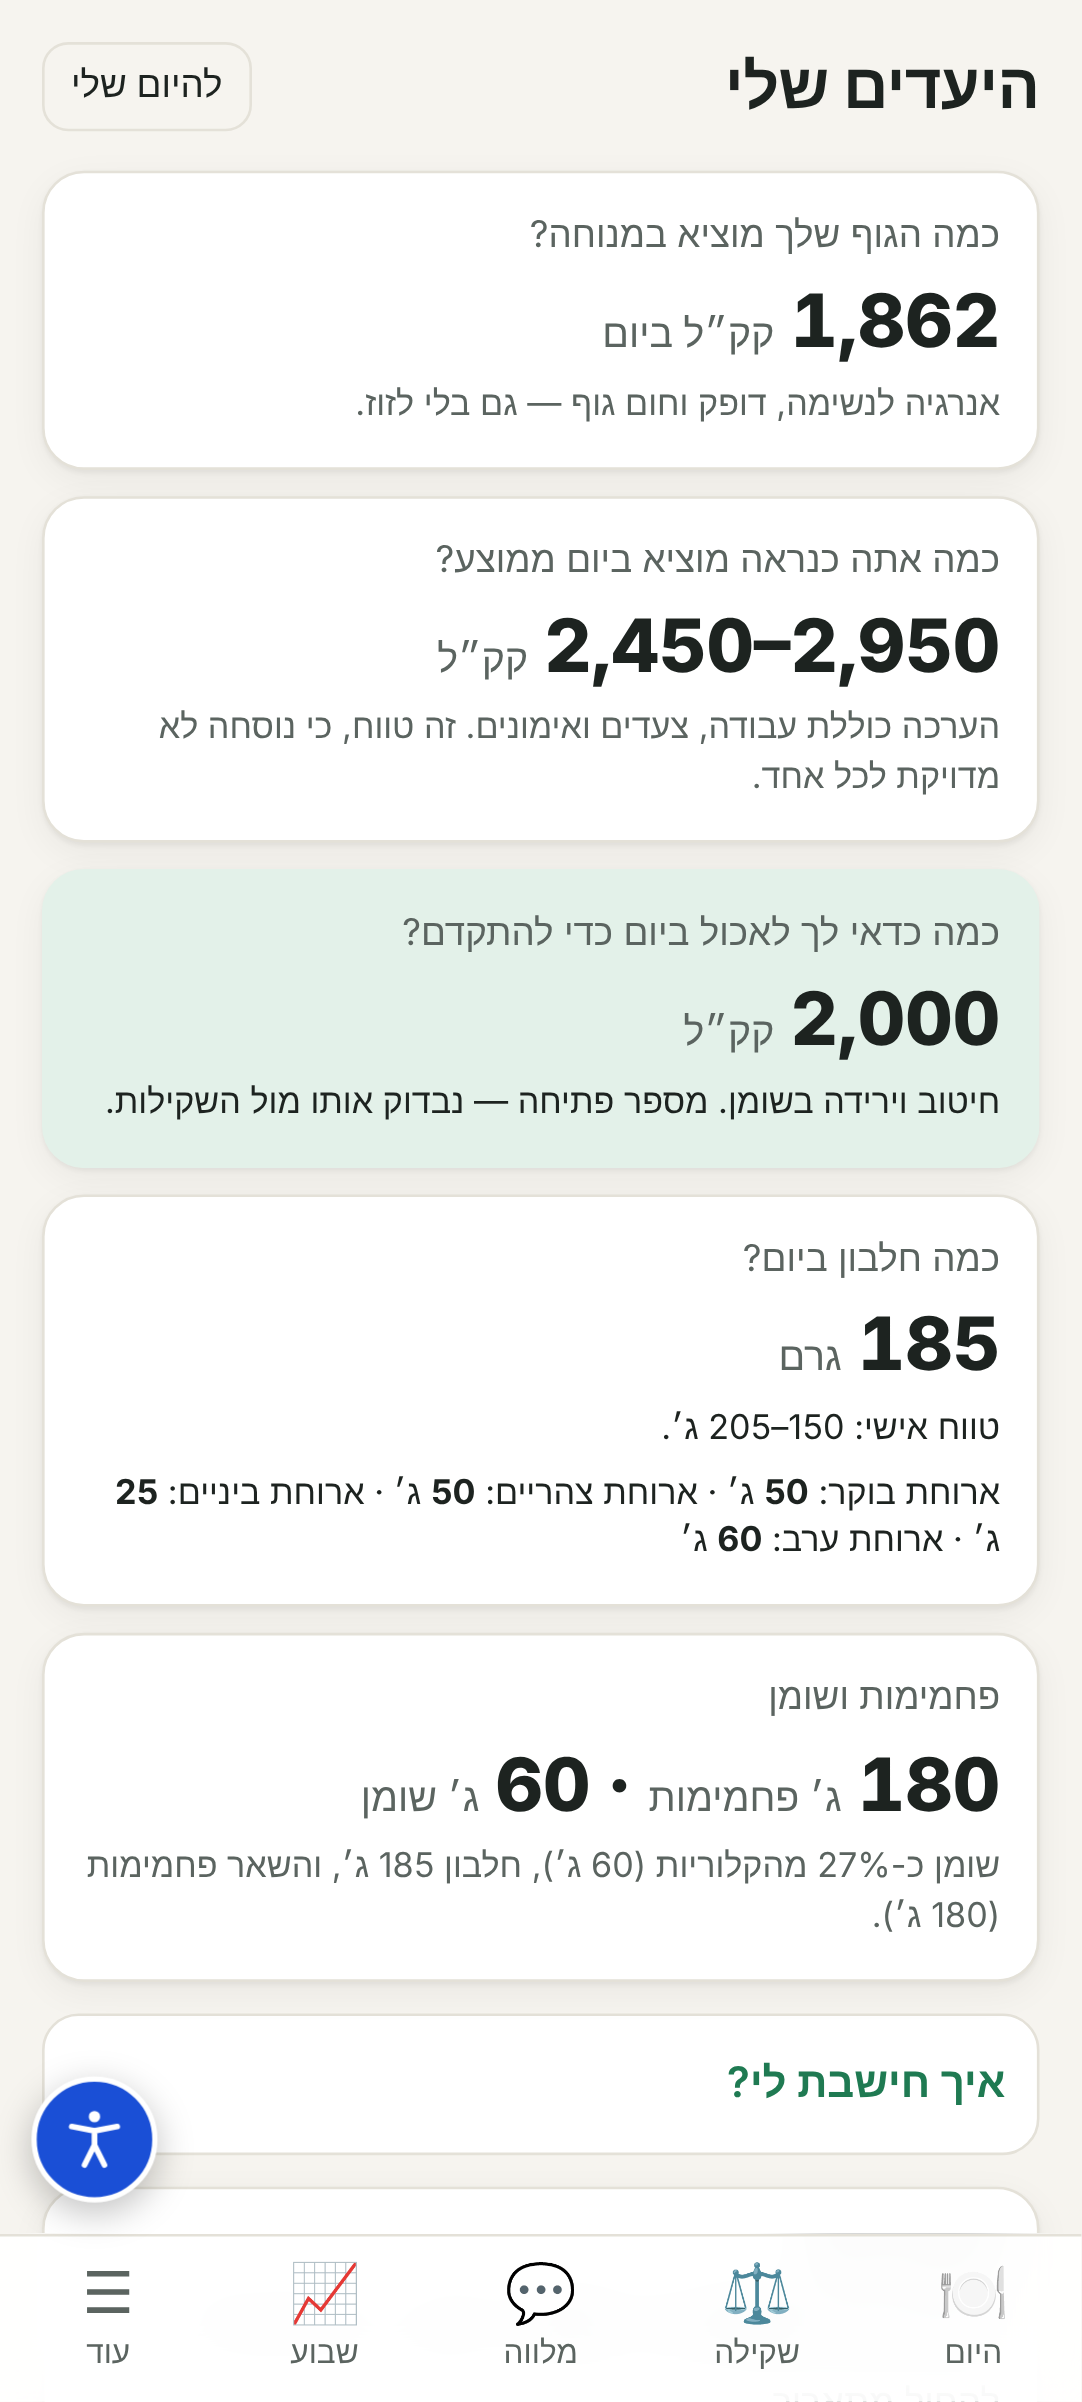 היעדים שלי
להיום שלי
כמה הגוף שלך מוציא במנוחה?
1,862 קק״ל ביום
אנרגיה לנשימה, דופק וחום גוף — גם בלי לזוז.
כמה אתה כנראה מוציא ביום ממוצע?
2,450–2,950 קק״ל
הערכה כוללת עבודה, צעדים ואימונים. זה טווח, כי נוסחה לא
מדויקת לכל אחד.
כמה כדאי לך לאכול ביום כדי להתקדם?
2,000 קק״ל
חיטוב וירידה בשומן. מספר פתיחה — נבדוק אותו מול השקילות.
כמה חלבון ביום?
185 גרם
טווח אישי: 150–205 ג׳.
ארוחת בוקר: 50 ג׳ · ארוחת צהריים: 50 ג׳ · ארוחת ביניים: 25
ג׳ · ארוחת ערב: 60 ג׳
פחמימות ושומן
180 ג׳ פחמימות · 60 ג׳ שומן
שומן כ-27% מהקלוריות (60 ג׳), חלבון 185 ג׳, והשאר פחמימות
(180 ג׳).
איך חישבת לי?
היום
שקילה
מלווה
שבוע
עוד